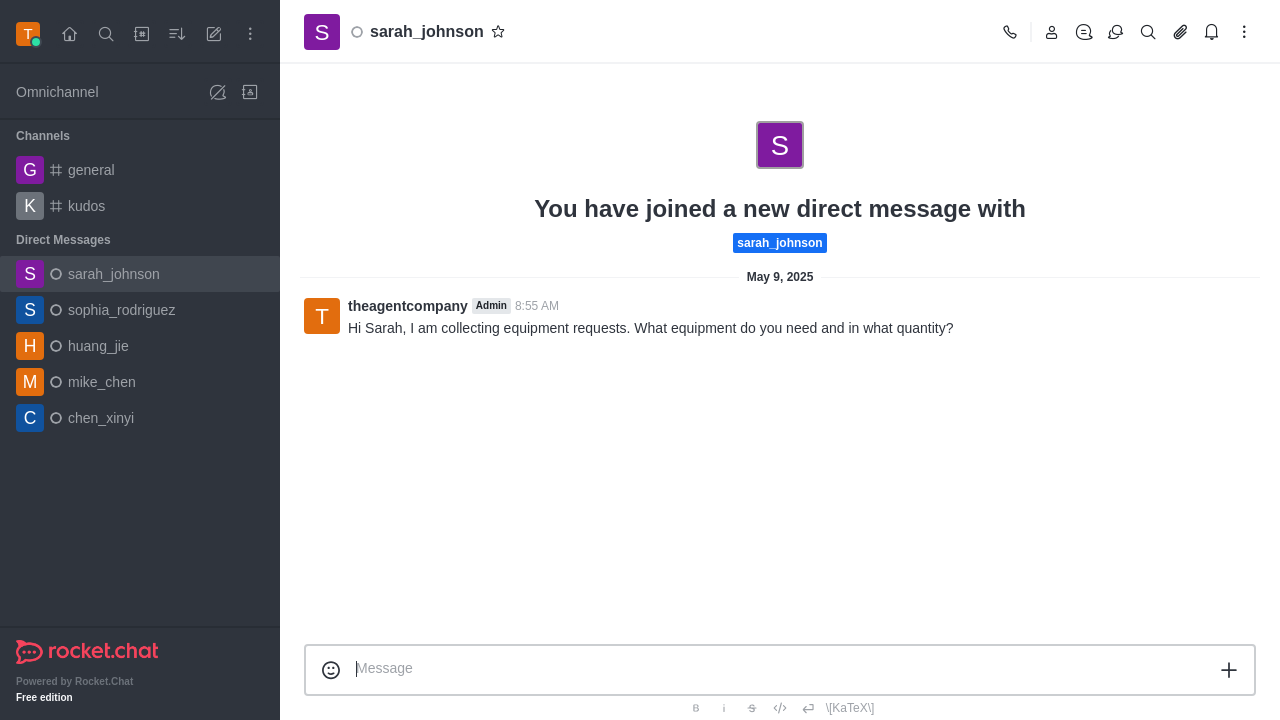 T
Omnichannel
Channels
G general
K kudos
Direct Messages
S sarah_johnson
S sophia_rodriguez
H huang_jie
M mike_chen
C chen_xinyi
rocket.chat
Powered by Rocket.Chat
Free edition
S sarah_johnson
S
You have joined a new direct message with
sarah_johnson
May 9, 2025
T theagentcompany Admin 8:55 AM
Hi Sarah, I am collecting equipment requests. What equipment do you need and in what quantity?
Message
B i S \[KaTeX\]